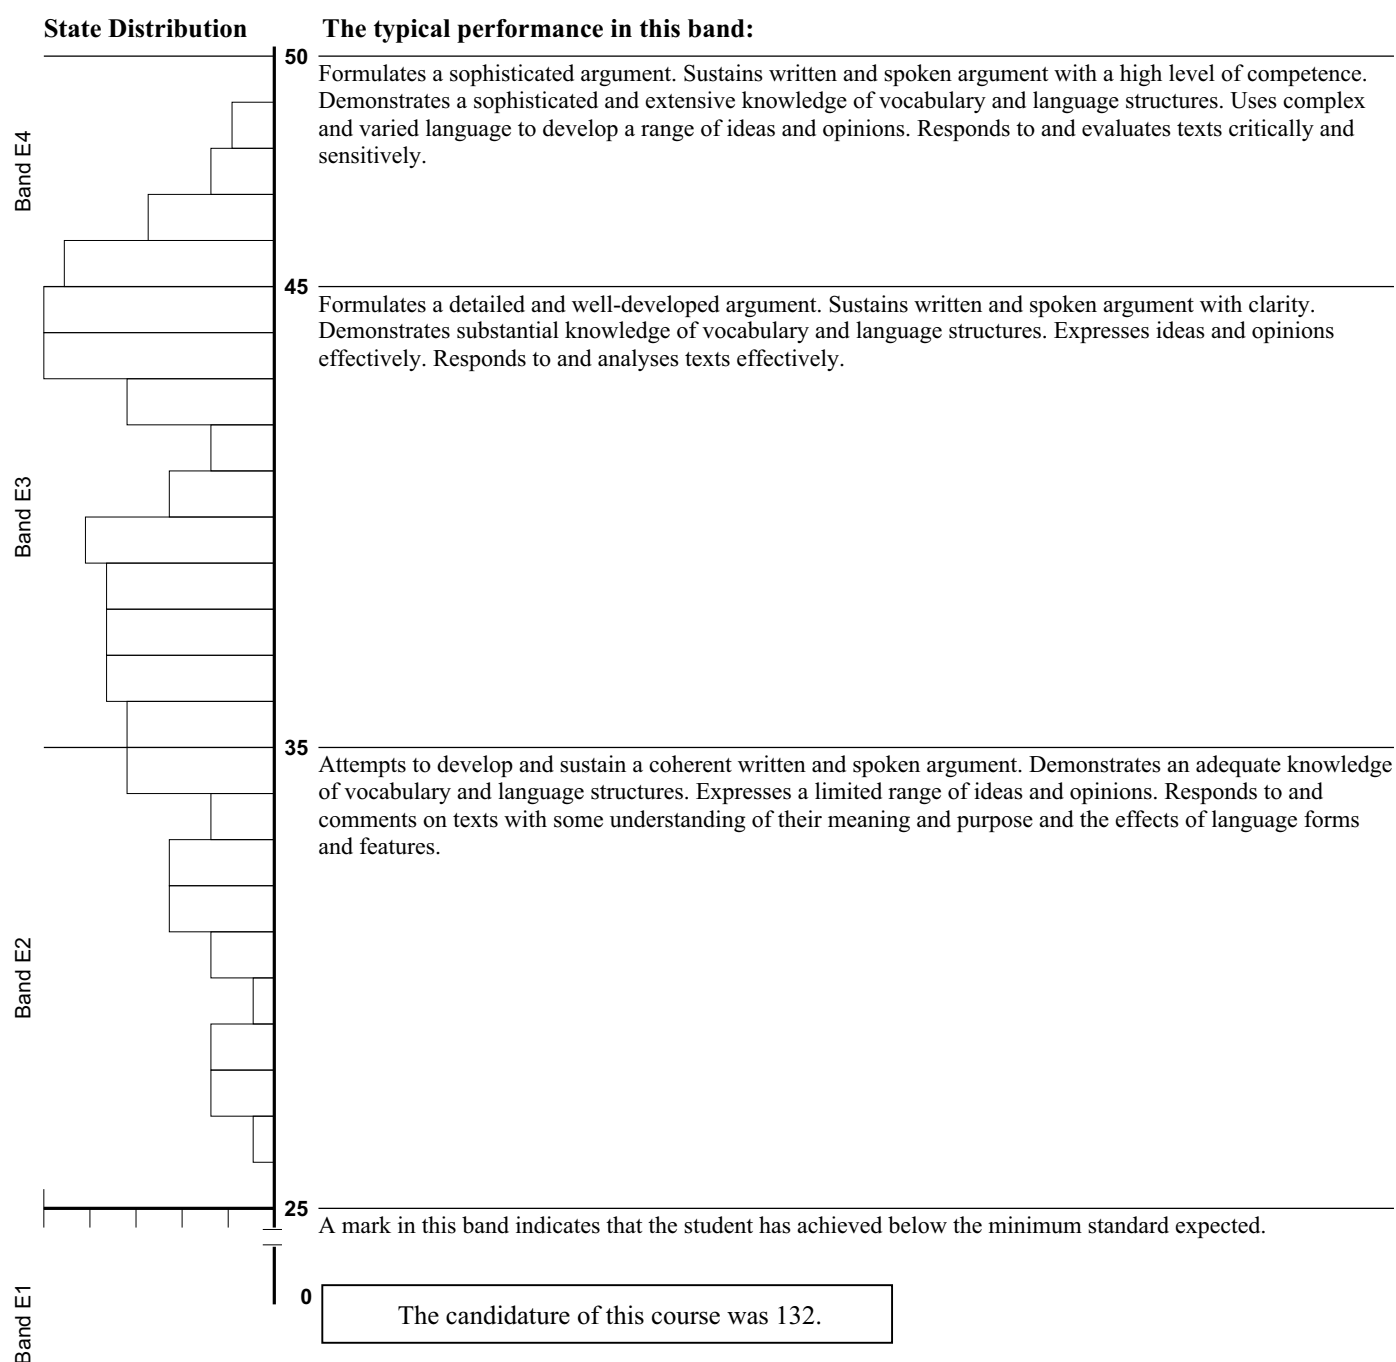 State Distribution
The typical performance in this band:
50
Formulates a sophisticated argument. Sustains written and spoken argument with a high level of competence.
Demonstrates a sophisticated and extensive knowledge of vocabulary and language structures. Uses complex
and varied language to develop a range of ideas and opinions. Responds to and evaluates texts critically and
sensitively.
Band E4
45
Formulates a detailed and well-developed argument. Sustains written and spoken argument with clarity.
Demonstrates substantial knowledge of vocabulary and language structures. Expresses ideas and opinions
effectively. Responds to and analyses texts effectively.
Band E3
35
Attempts to develop and sustain a coherent written and spoken argument. Demonstrates an adequate knowledge
of vocabulary and language structures. Expresses a limited range of ideas and opinions. Responds to and
comments on texts with some understanding of their meaning and purpose and the effects of language forms
and features.
Band E2
25
A mark in this band indicates that the student has achieved below the minimum standard expected.
Band E1
0
The candidature of this course was 132.